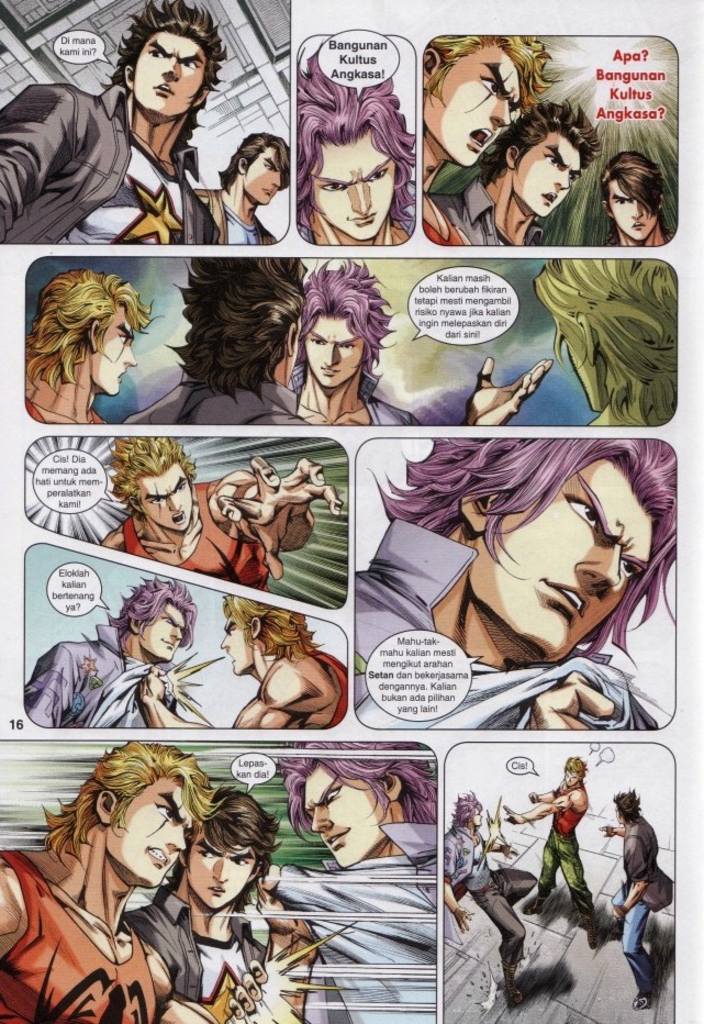 Di mana
kami ini?
Bangunan
Kultus
Angkasa!
Apa?
Bangunan
Kultus
Angkasa?
Kalian masih
boleh berubah fikiran
tetapi mesti mengambil
risiko nyawa jika kalian
ingin melepaskan diri
dari sini!
Cis! Dia
memang ada
hati untuk mem-
peralatkan
kami!
Eloklah
kalian
bertenang
ya?
Mahu-tak-
mahu kalian mesti
mengikut arahan
Setan dan bekerjasama
dengannya. Kalian
bukan ada pilihan
yang lain!
16
Lepas-
kan dia!
Cis!